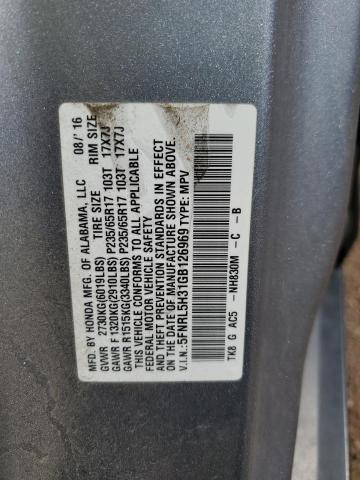 MFD. BY HONDA MFG. OF ALABAMA, LLC 08/'16
TIRE SIZE RIM SIZE
GVWR 2730KG(6019LBS)
GAWR F 1320KG(2910LBS) P235/65R17 103T 17X7J
GAWR R1515KG(3340LBS) P235/65R17 103T 17X7J
THIS VEHICLE CONFORMS TO ALL APPLICABLE
FEDERAL MOTOR VEHICLE SAFETY
AND THEFT PREVENTION STANDARDS IN EFFECT
ON THE DATE OF MANUFACTURE SHOWN ABOVE.
V.I.N.:5FNRL5H31GB126969 TYPE: MPV
TK8 G AC5 -NH830M -C -B